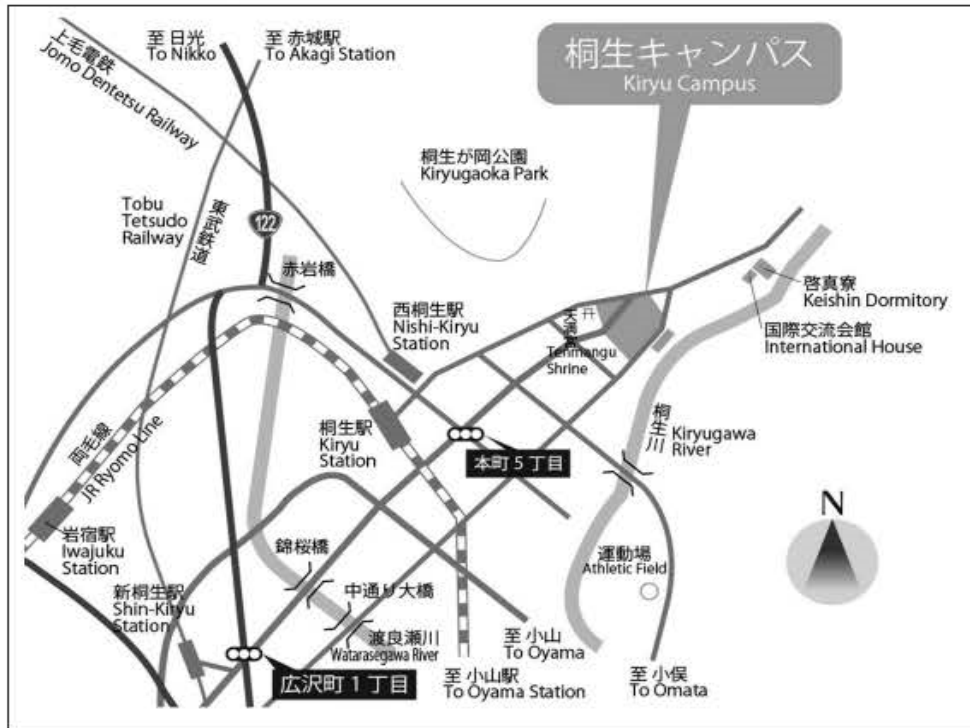 上毛電鉄
Jomo Dentetsu Railway
至 日光
To Nikko
至 赤城駅
To Akagi Station
桐生キャンパス
Kiryu Campus
桐生が岡公園
Kiryugaoka Park
Tobu
Tetsudo
Railway
東武鉄道
122
赤岩橋
西桐生駅
Nishi-Kiryu
Station
天満宮
Tenmangu
Shrine
啓真寮
Keishin Dormitory
国際交流会館
International House
両毛線
JR Ryomo Line
桐生駅
Kiryu
Station
本町 5 丁目
桐生川
Kiryugawa
River
N
岩宿駅
Iwajuku
Station
錦桜橋
運動場
Athletic Field
新桐生駅
Shin-Kiryu
Station
中通り大橋
渡良瀬川
Watarasegawa River
広沢町 1 丁目
至 小山
To Oyama
至 小山駅
To Oyama Station
至 小俣
To Omata